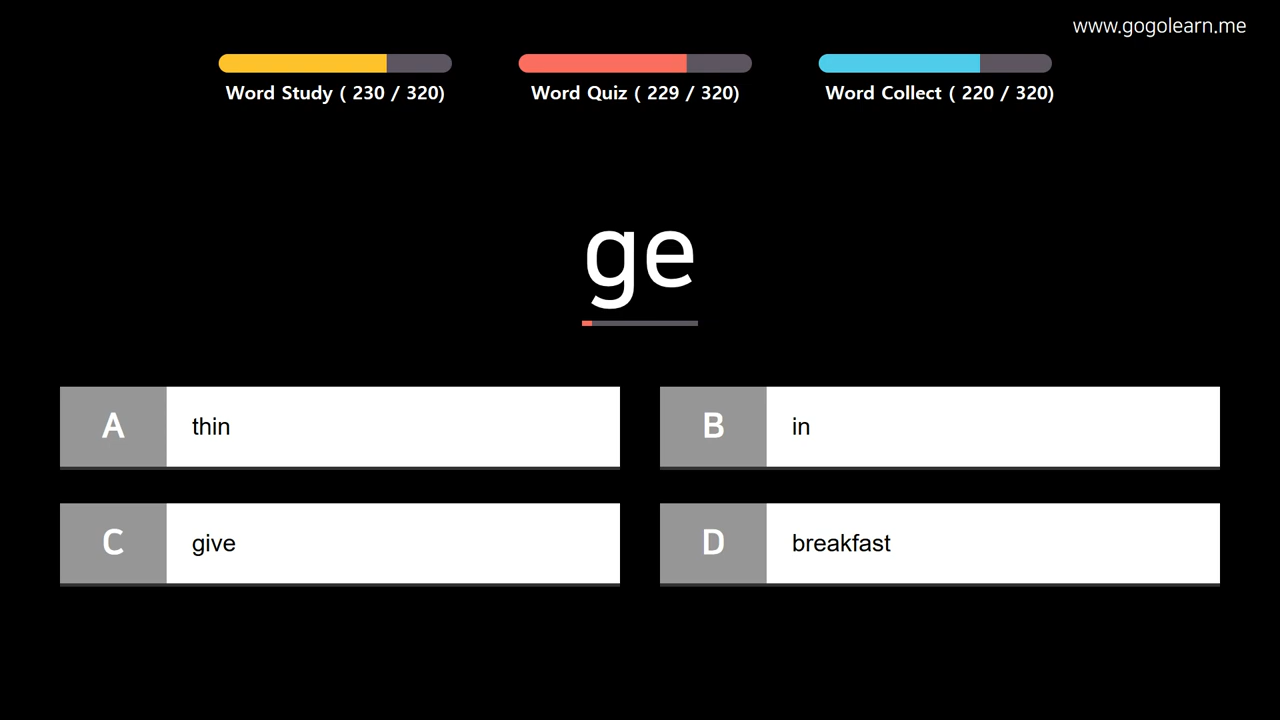 www.gogolearn.me
Word Study ( 230 / 320)
Word Quiz ( 229 / 320)
Word Collect ( 220 / 320)
ge
A thin
B in
C give
D breakfast